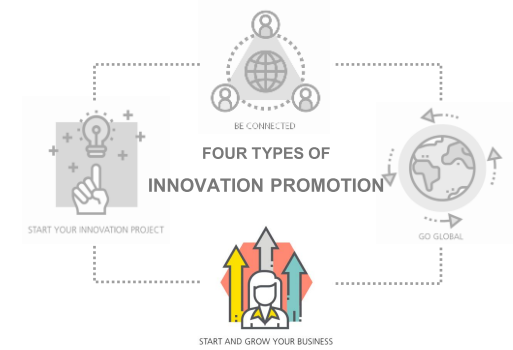 BE CONNECTED
FOUR TYPES OF
INNOVATION PROMOTION
START YOUR INNOVATION PROJECT
GO GLOBAL
START AND GROW YOUR BUSINESS